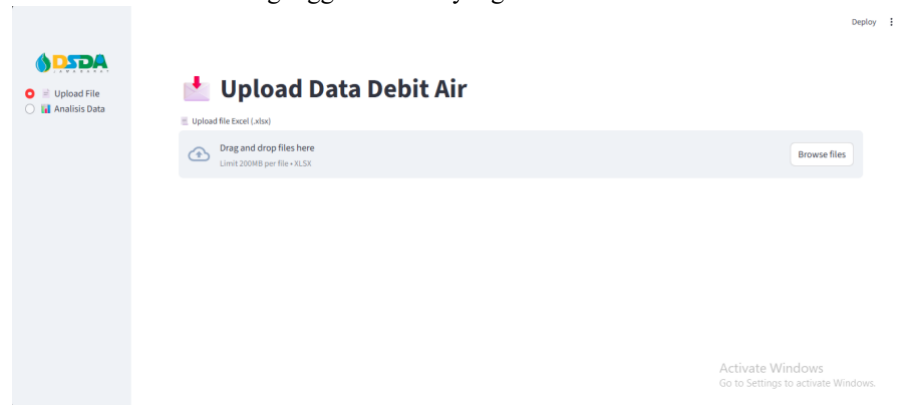 Deploy
DSDA
Upload File
Analisis Data
Upload Data Debit Air
Upload file Excel (.xlsx)
Drag and drop files here
Limit 200MB per file • XLSX
Browse files
Activate Windows
Go to Settings to activate Windows.